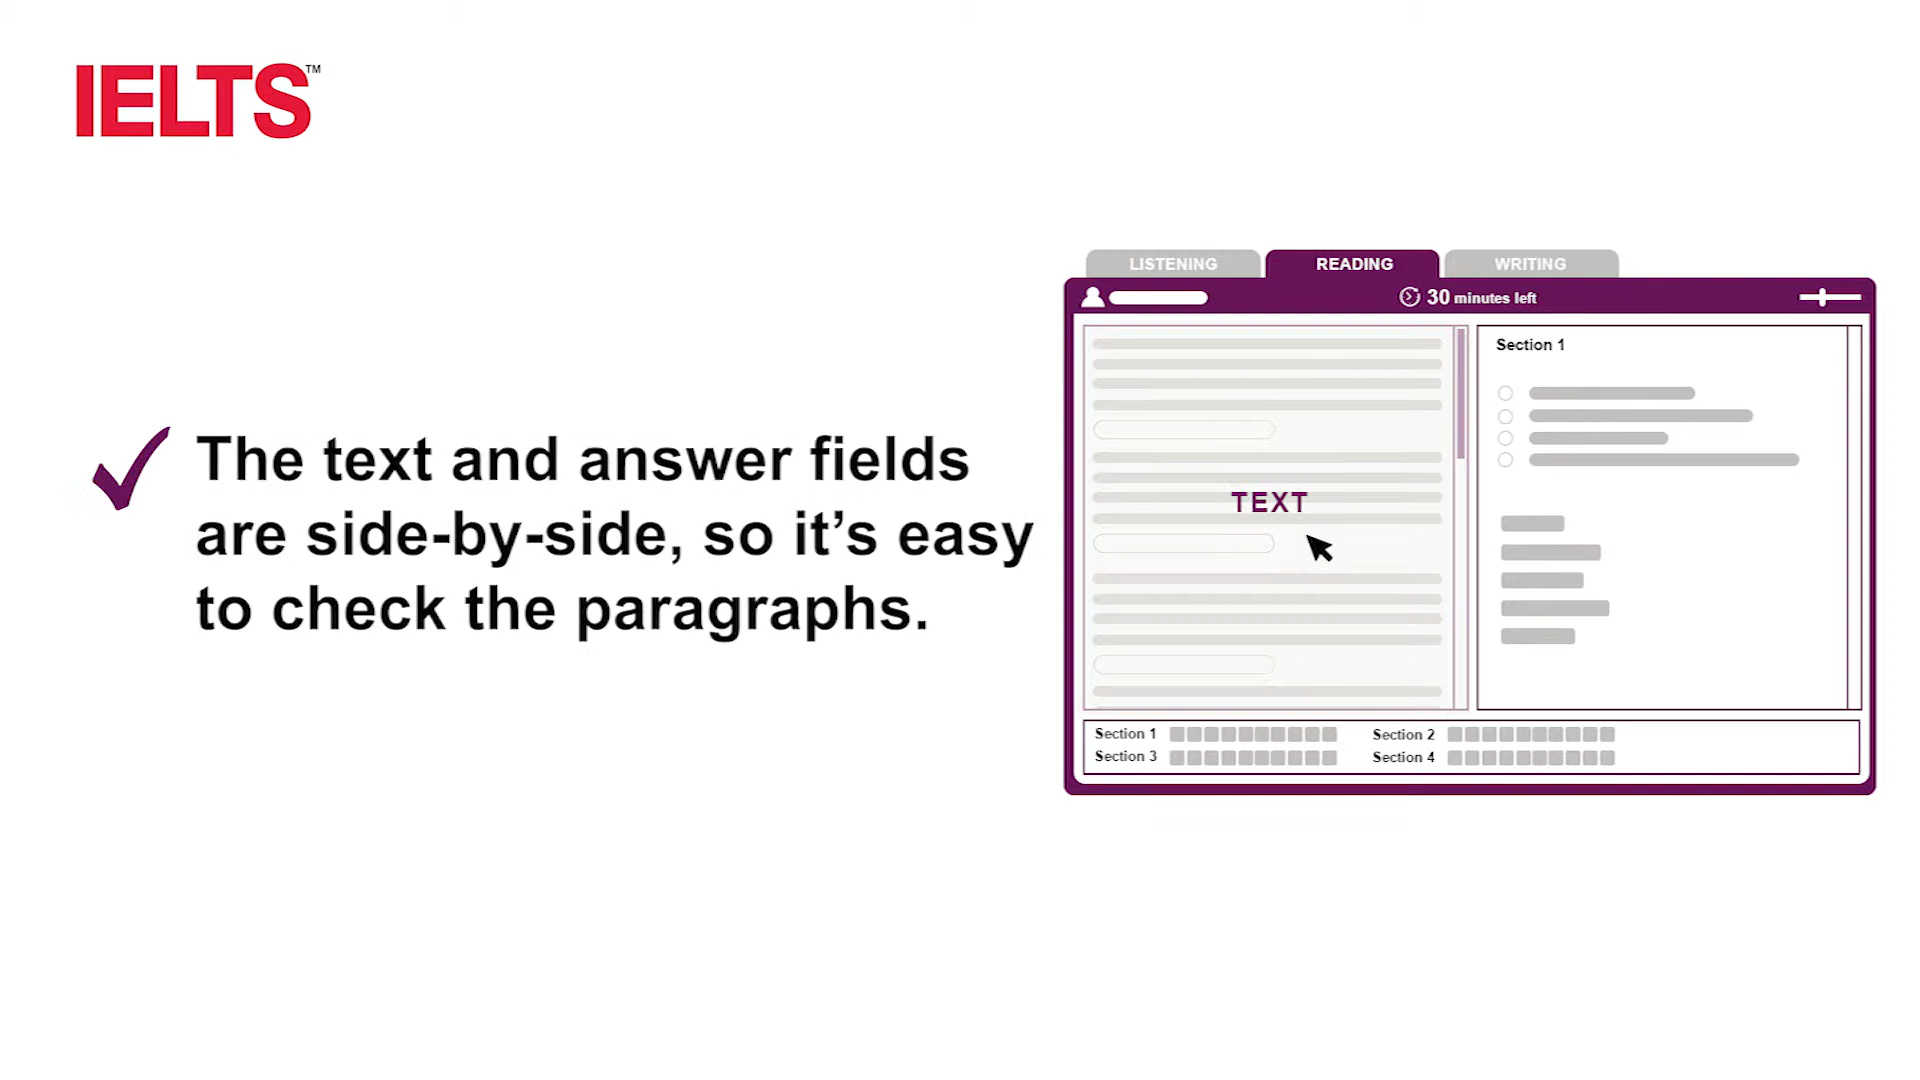 IELTS™
The text and answer fields
are side-by-side, so it’s easy
to check the paragraphs.
LISTENING
READING
WRITING
30 minutes left
TEXT
Section 1
Section 1
Section 2
Section 3
Section 4